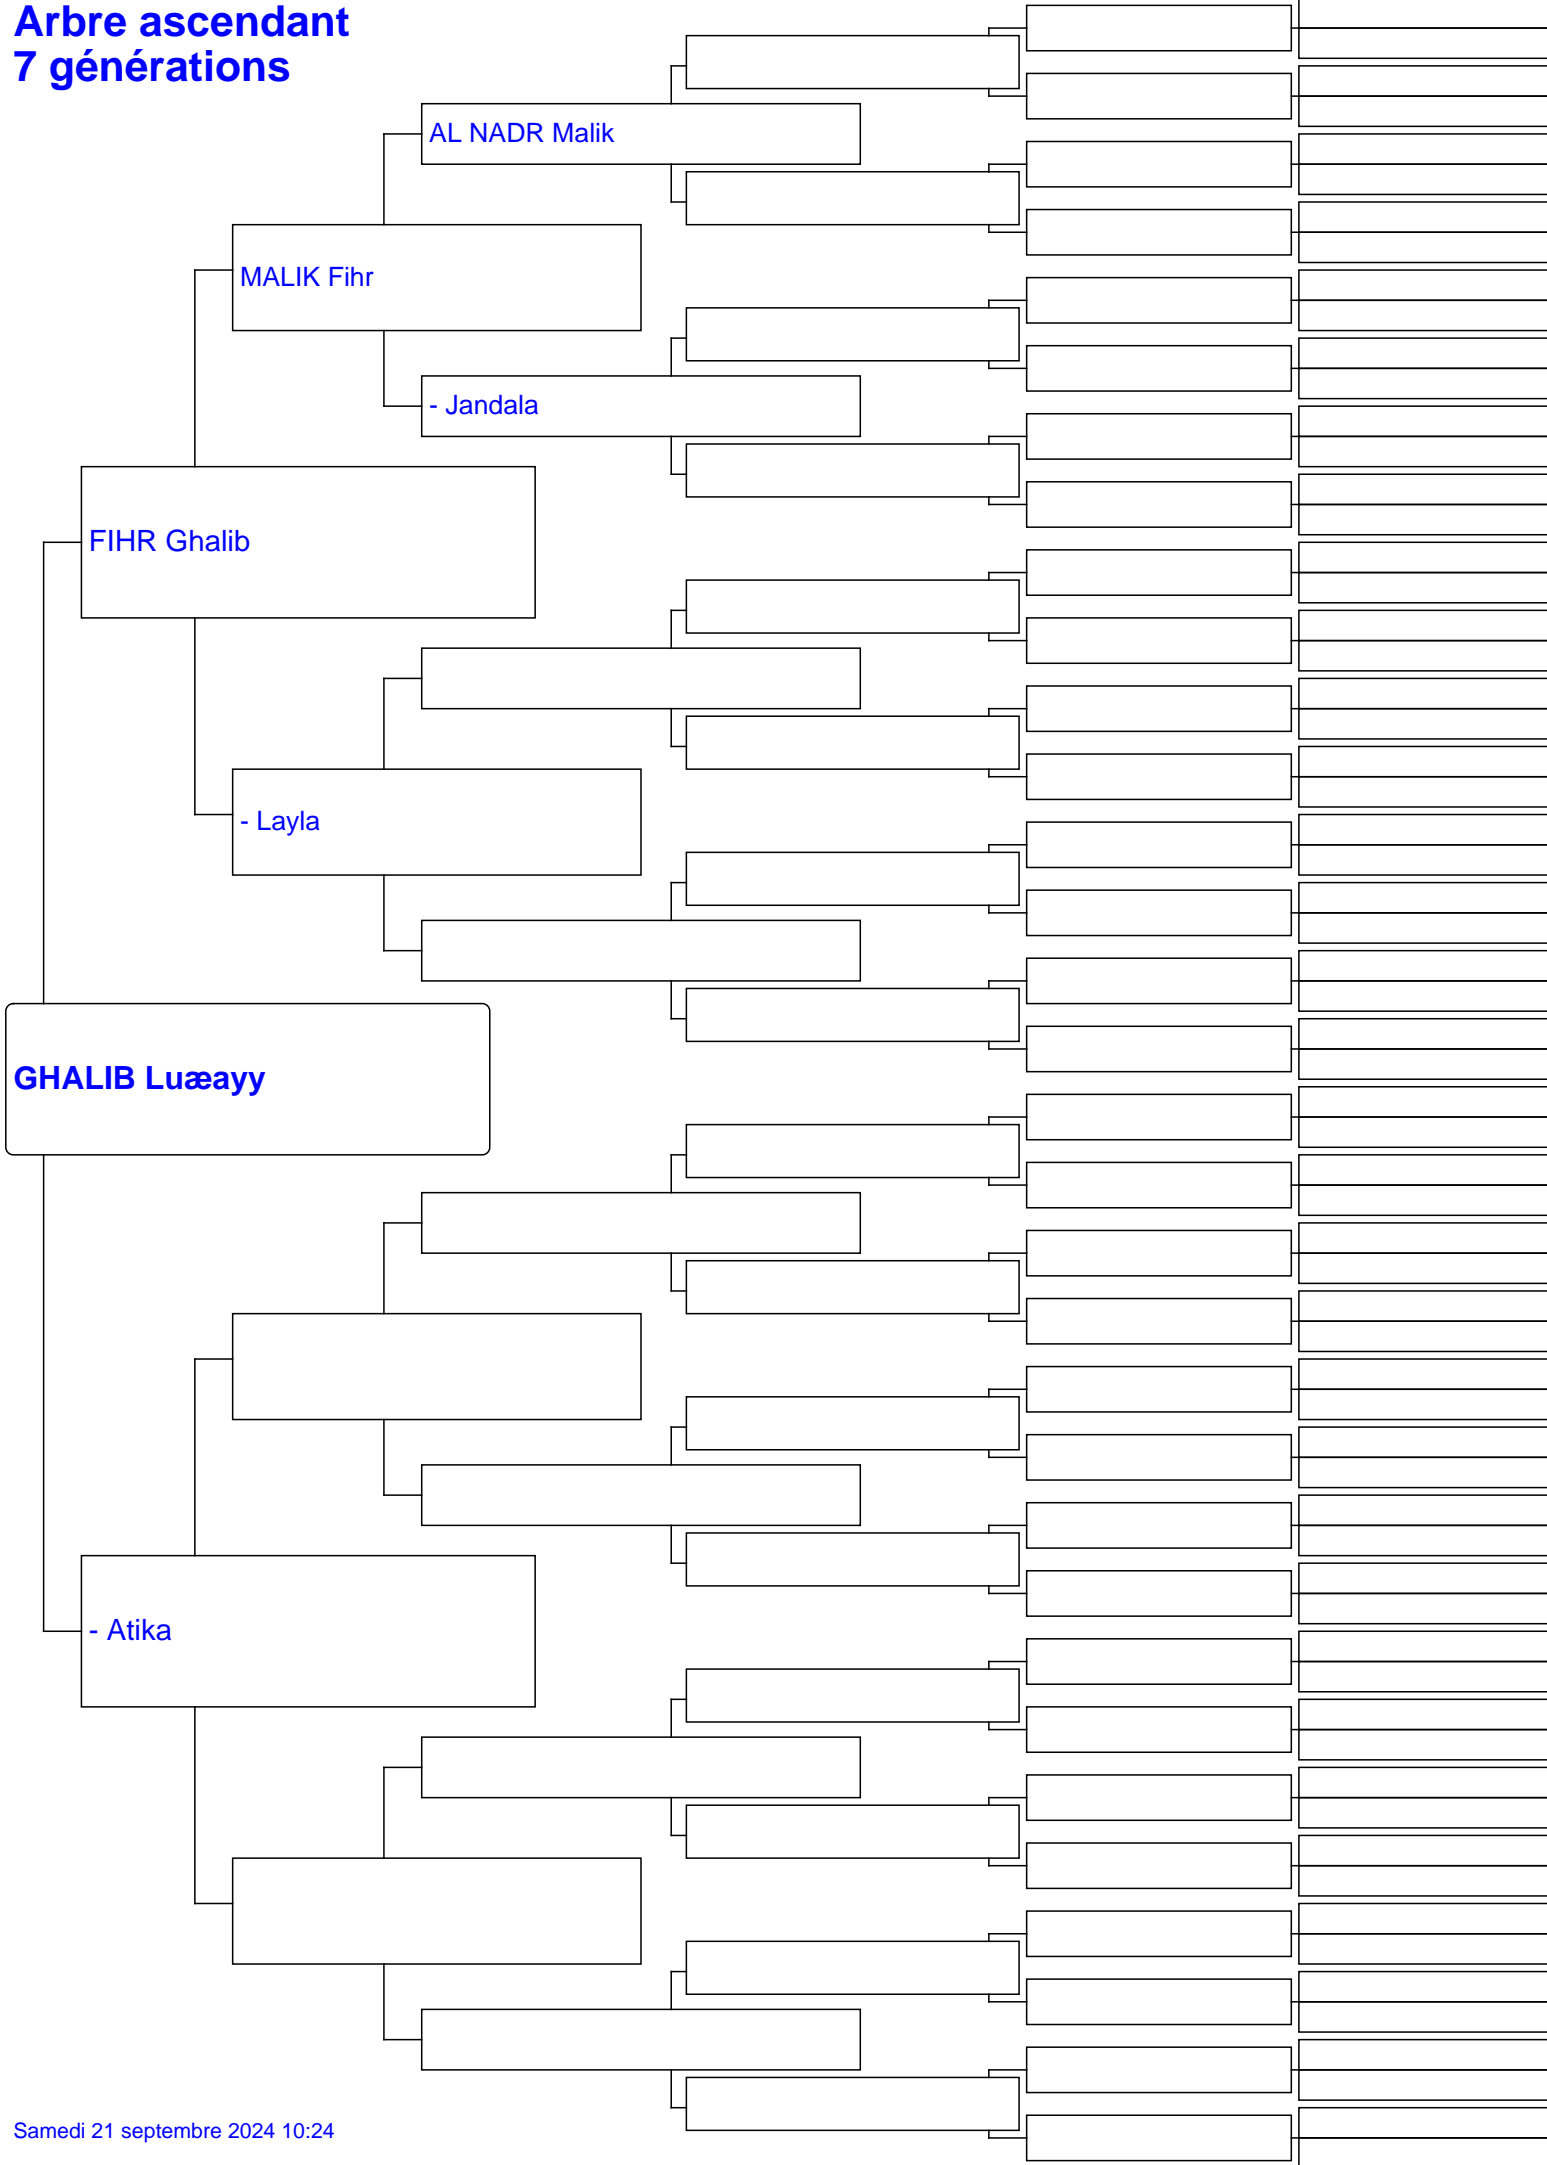 Arbre ascendant
7 générations
AL NADR Malik
MALIK Fihr
- Jandala
FIHR Ghalib
- Layla
GHALIB Luæayy
- Atika
Samedi 21 septembre 2024 10:24